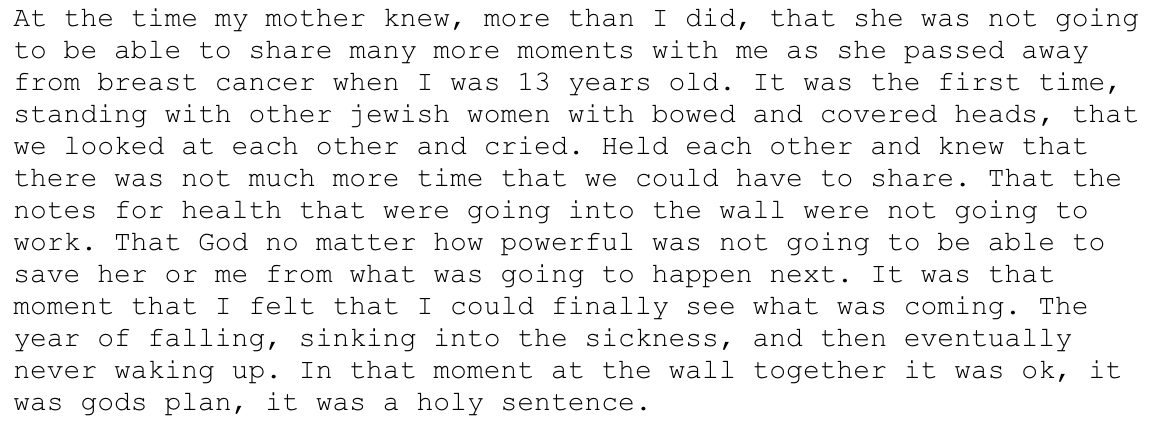 At the time my mother knew, more than I did, that she was not going
to be able to share many more moments with me as she passed away
from breast cancer when I was 13 years old. It was the first time,
standing with other jewish women with bowed and covered heads, that
we looked at each other and cried. Held each other and knew that
there was not much more time that we could have to share. That the
notes for health that were going into the wall were not going to
work. That God no matter how powerful was not going to be able to
save her or me from what was going to happen next. It was that
moment that I felt that I could finally see what was coming. The
year of falling, sinking into the sickness, and then eventually
never waking up. In that moment at the wall together it was ok, it
was gods plan, it was a holy sentence.